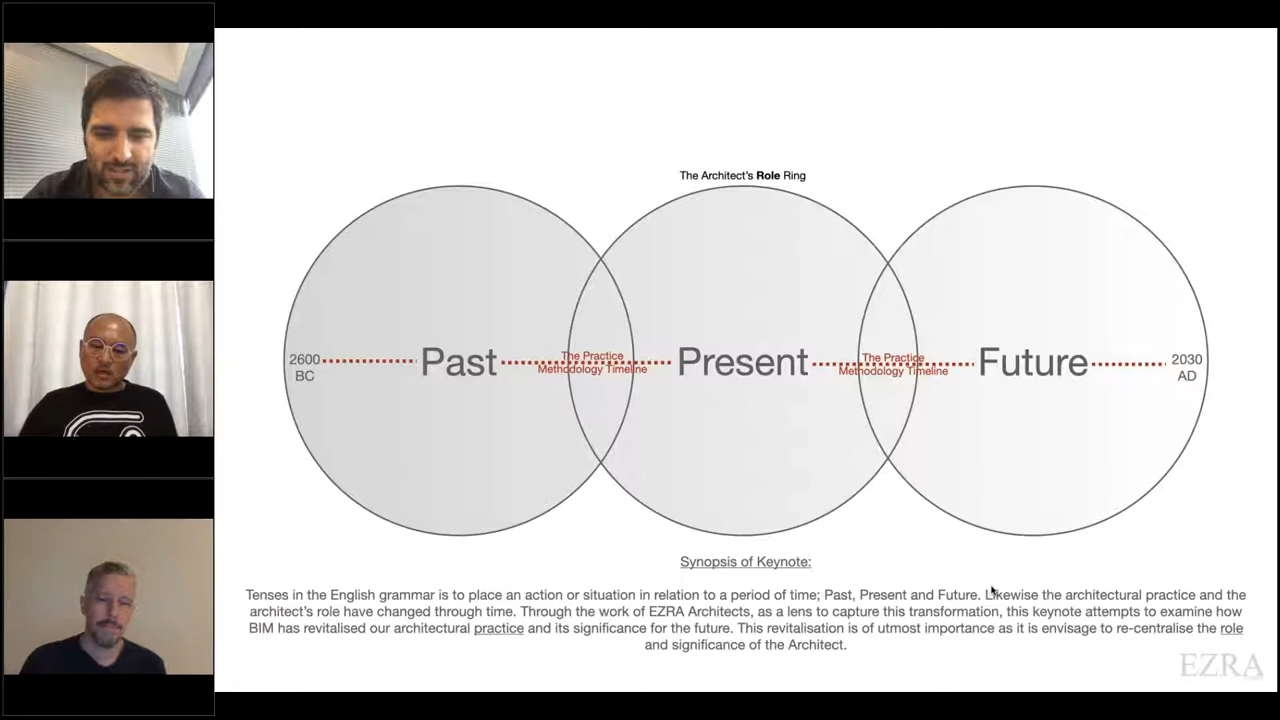 The Architect's Role Ring
2600
BC
Past
The Practice
Methodology Timeline
Present
The Practice
Methodology Timeline
Future
2030
AD
Synopsis of Keynote:
Tenses in the English grammar is to place an action or situation in relation to a period of time; Past, Present and Future. Likewise the architectural practice and the
architect's role have changed through time. Through the work of EZRA Architects, as a lens to capture this transformation, this keynote attempts to examine how
BIM has revitalised our architectural practice and its significance for the future. This revitalisation is of utmost importance as it is envisage to re-centralise the role
and significance of the Architect.
EZRA